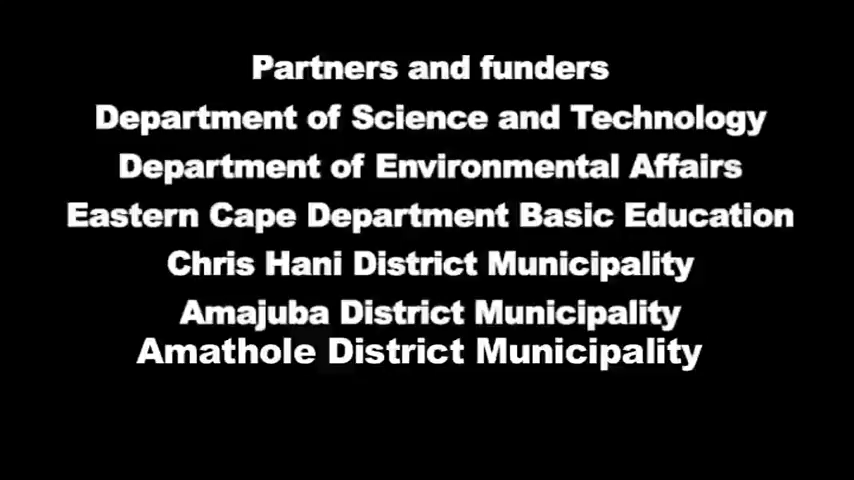 Partners and funders
Department of Science and Technology
Department of Environmental Affairs
Eastern Cape Department Basic Education
Chris Hani District Municipality
Amajuba District Municipality
Amathole District Municipality